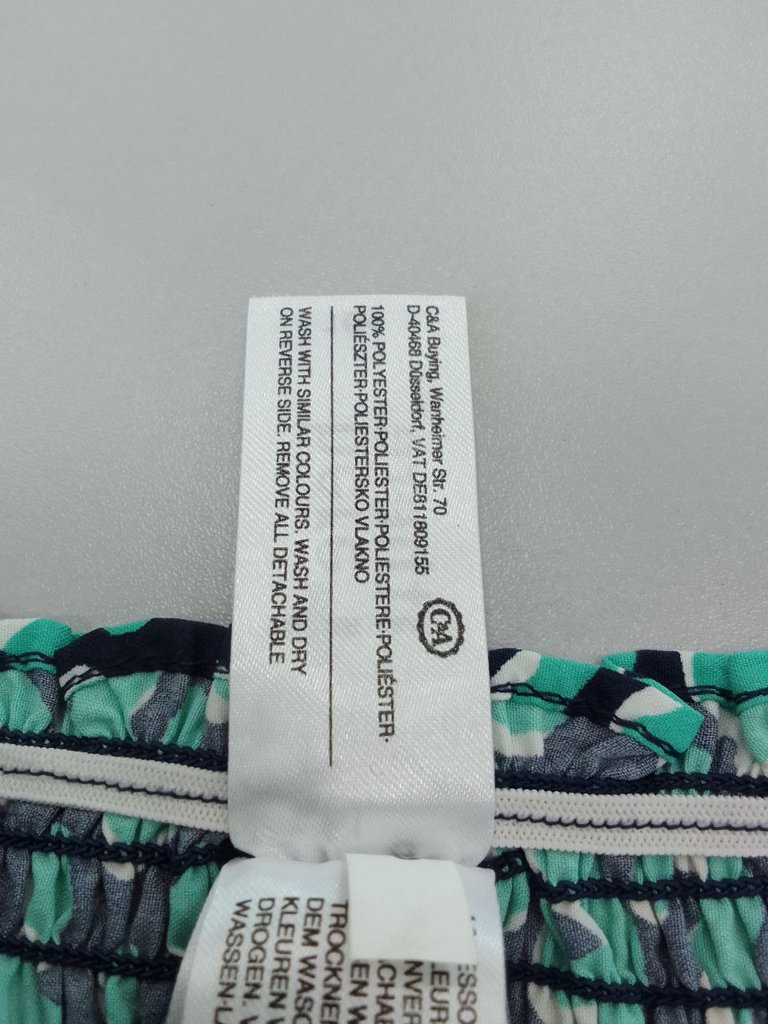 C&A Buying, Wanheimer Str. 70
D-40468 Düsseldorf, VAT DE811809155
C&A
100% POLYESTER·POLIESTER·POLIESTERE·POLIÉSTER·
POLIÉSZTER·POLIESTERSKO VLAKNO
WASH WITH SIMILAR COLOURS. WASH AND DRY
ON REVERSE SIDE. REMOVE ALL DETACHABLE
DEM WASC
KLEUREN W
DROGEN. V
WASSEN·L